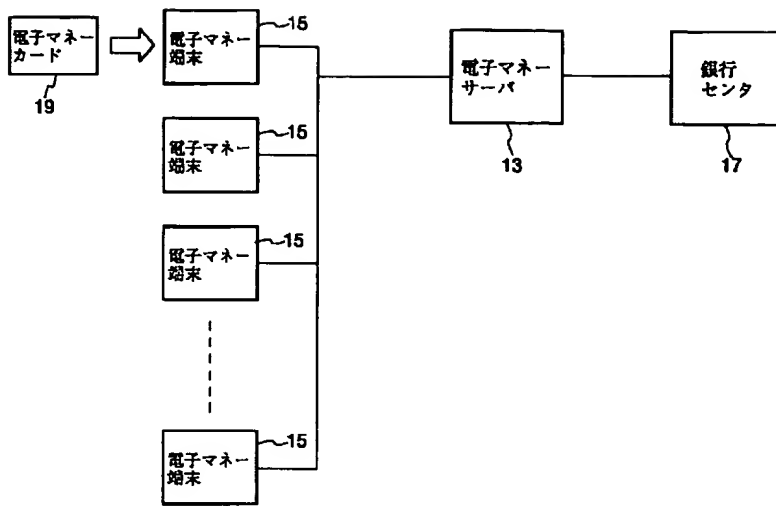 電子マネー
カード
19
電子マネー
端末
15
電子マネー
端末
15
電子マネー
端末
15
電子マネー
端末
15
電子マネー
サーバ
13
銀行
センタ
17